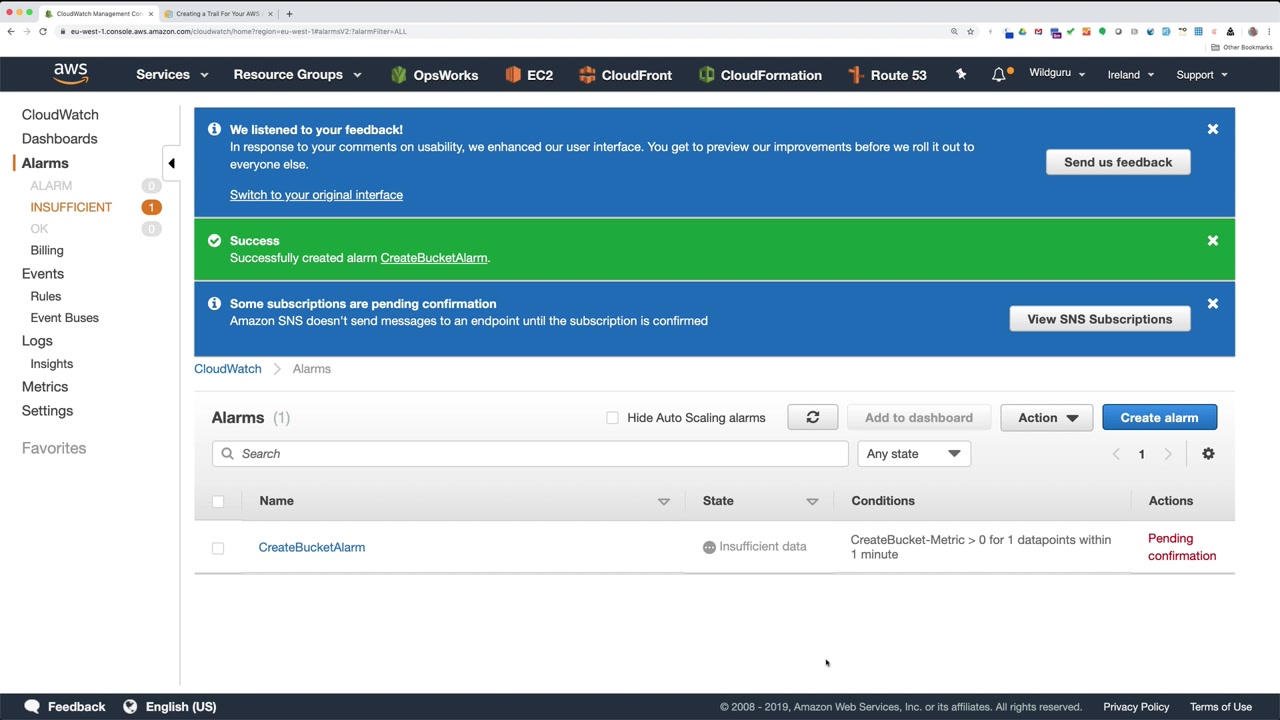 CloudWatch Management Con
Creating a Trail For Your AWS
eu-west-1.console.aws.amazon.com/cloudwatch/home?region=eu-west-1#alarmsV2:?alarmFilter=ALL
Other Bookmarks
aws
Services
Resource Groups
OpsWorks
EC2
CloudFront
CloudFormation
Route 53
Wildguru
Ireland
Support
CloudWatch
Dashboards
Alarms
ALARM 0
INSUFFICIENT 1
OK 0
Billing
Events
Rules
Event Buses
Logs
Insights
Metrics
Settings
Favorites
We listened to your feedback!
In response to your comments on usability, we enhanced our user interface. You get to preview our improvements before we roll it out to
everyone else.
Send us feedback
Switch to your original interface
Success
Successfully created alarm CreateBucketAlarm.
Some subscriptions are pending confirmation
Amazon SNS doesn't send messages to an endpoint until the subscription is confirmed
View SNS Subscriptions
CloudWatch
Alarms
Alarms (1)
Hide Auto Scaling alarms
Add to dashboard
Action
Create alarm
Search
Any state
1
Name
State
Conditions
Actions
CreateBucketAlarm
Insufficient data
CreateBucket-Metric > 0 for 1 datapoints within
1 minute
Pending
confirmation
Feedback
English (US)
© 2008 - 2019, Amazon Web Services, Inc. or its affiliates. All rights reserved.
Privacy Policy
Terms of Use